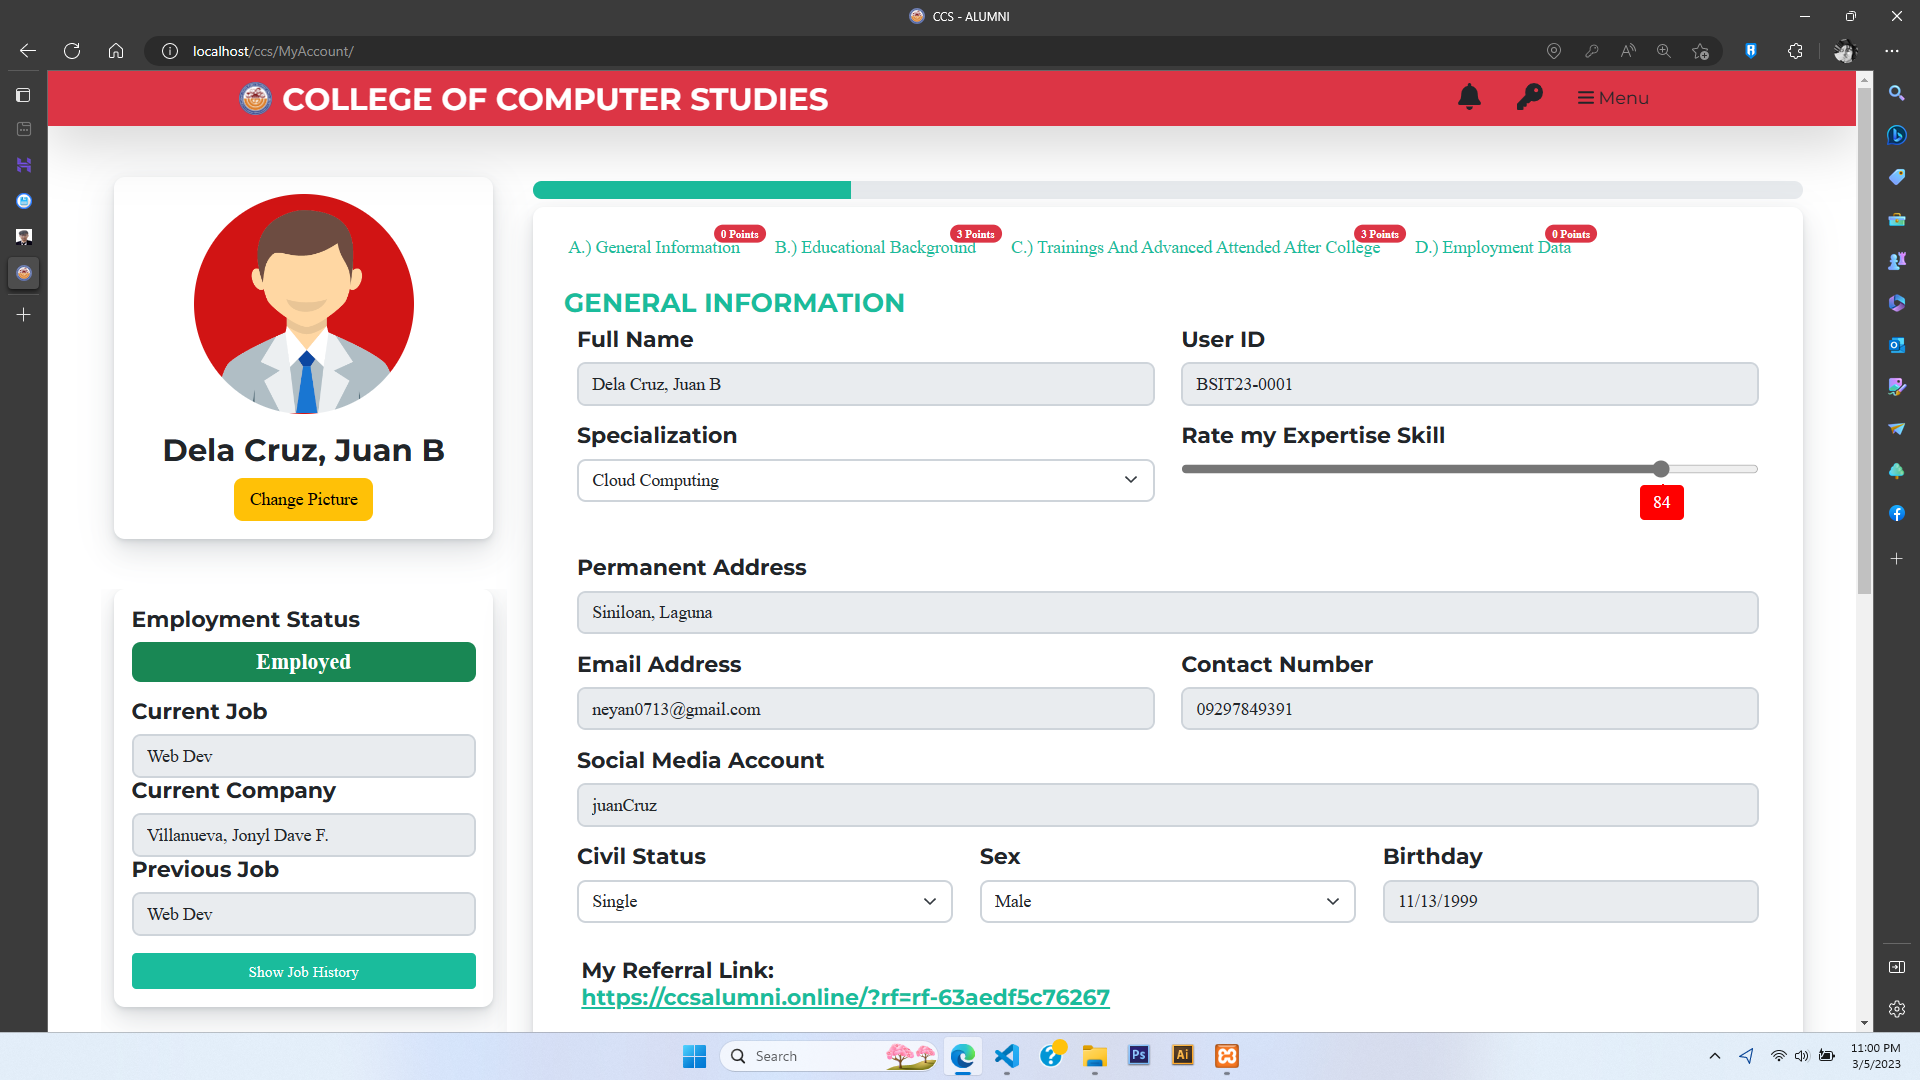 CCS - ALUMNI
localhost/ccs/MyAccount/
COLLEGE OF COMPUTER STUDIES
Menu
Dela Cruz, Juan B
Change Picture
Employment Status
Employed
Current Job
Web Dev
Current Company
Villanueva, Jonyl Dave F.
Previous Job
Web Dev
Show Job History
0 Points
3 Points
3 Points
0 Points
A.) General Information
B.) Educational Background
C.) Trainings And Advanced Attended After College
D.) Employment Data
GENERAL INFORMATION
Full Name
User ID
Dela Cruz, Juan B
BSIT23-0001
Specialization
Rate my Expertise Skill
Cloud Computing
84
Permanent Address
Siniloan, Laguna
Email Address
Contact Number
neyan0713@gmail.com
09297849391
Social Media Account
juanCruz
Civil Status
Sex
Birthday
Single
Male
11/13/1999
My Referral Link:
https://ccsalumni.online/?rf=rf-63aedf5c76267
Search
Ps
Ai
11:00 PM
3/5/2023